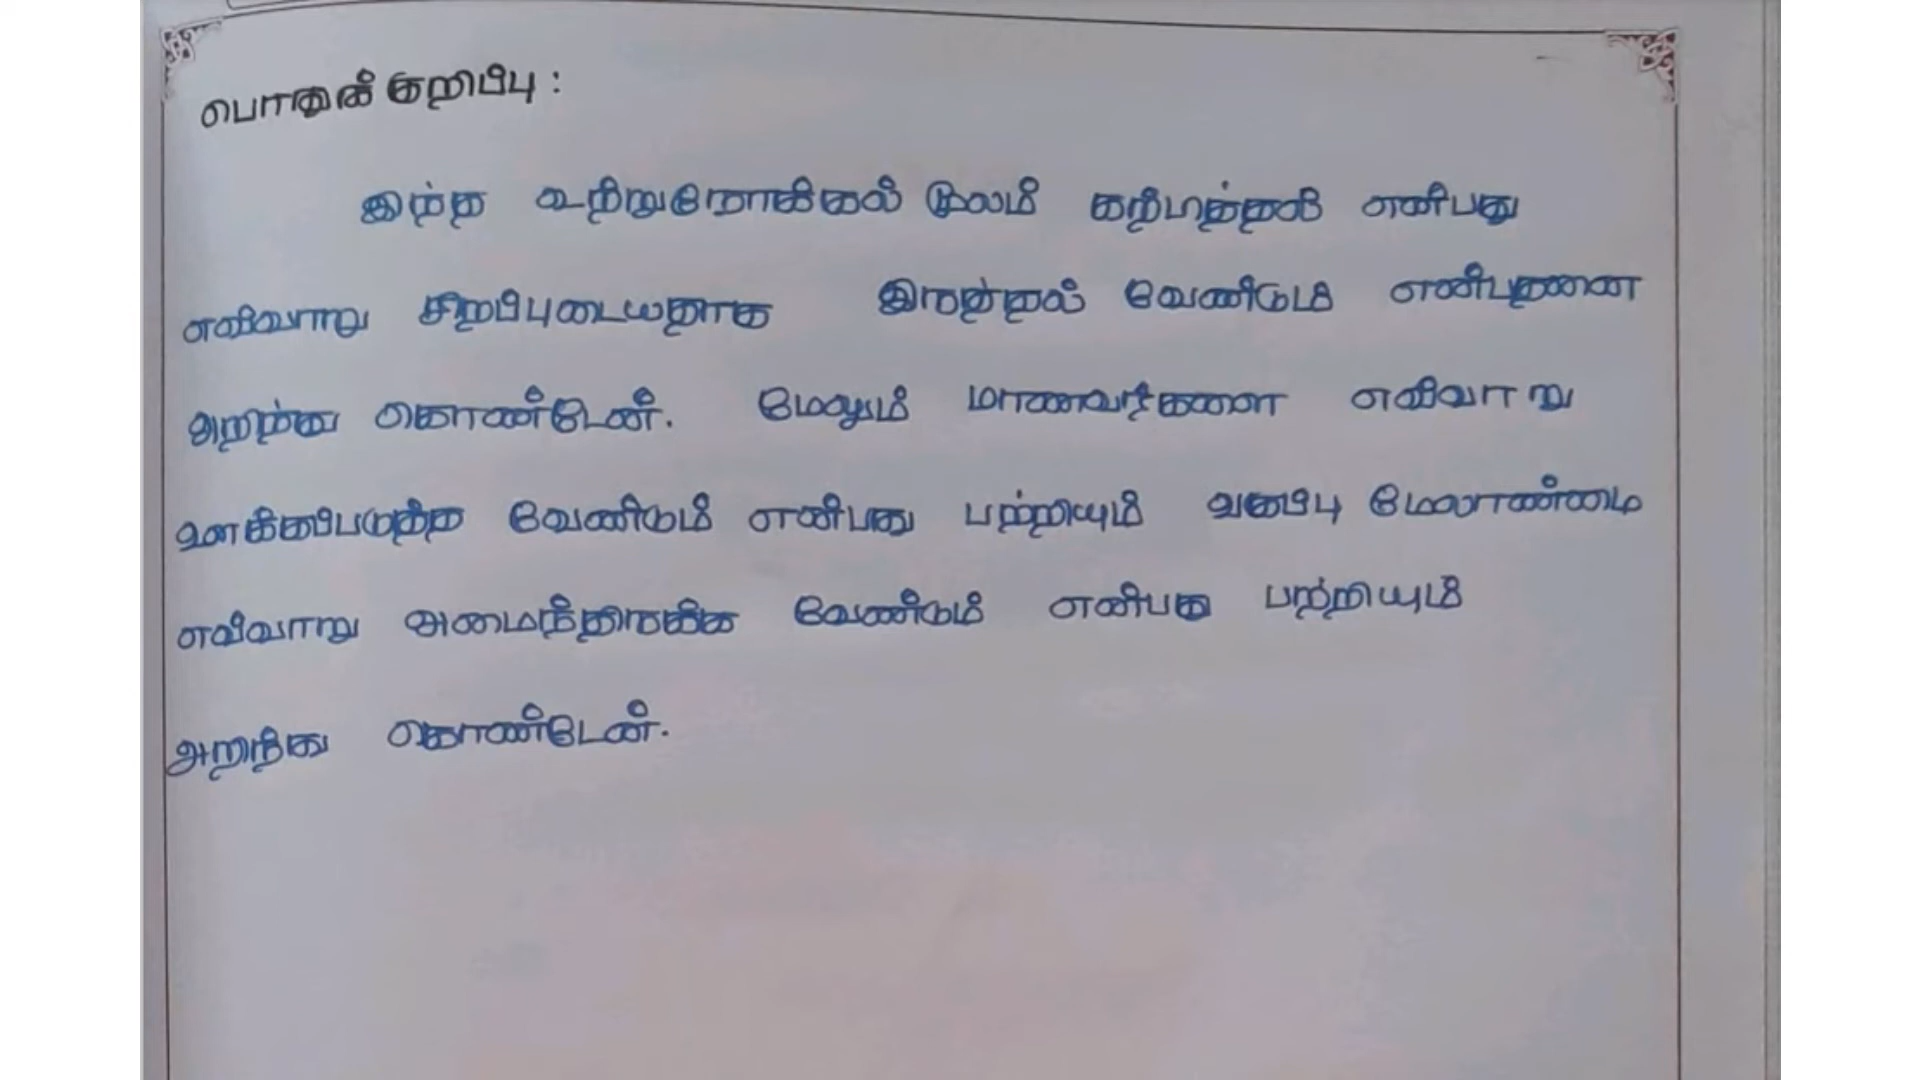 பொதுக் குறிப்பு :
இந்த உற்றுநோக்கல் மூலம் கற்பித்தல் என்பது
எவ்வாறு சிறப்புடையதாக இருத்தல் வேண்டும் என்பதனை
அறிந்து கொண்டேன். மேலும் மாணவர்களை எவ்வாறு
ஊக்கப்படுத்த வேண்டும் என்பது பற்றியும் வகுப்பு மேலாண்மை
எவ்வாறு அமைந்திருக்க வேண்டும் என்பது பற்றியும்
அறிந்து கொண்டேன்.